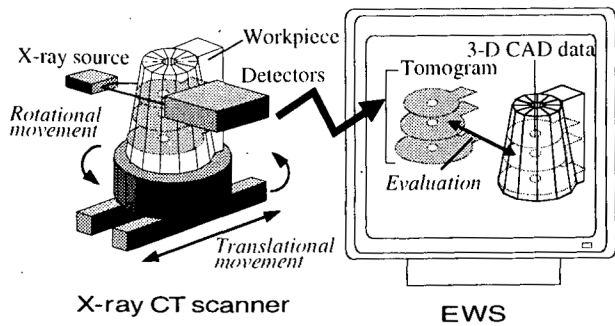 X-ray source
Workpiece
Detectors
Rotational
movement
Translational
movement
X-ray CT scanner
3-D CAD data
Tomogram
Evaluation
EWS